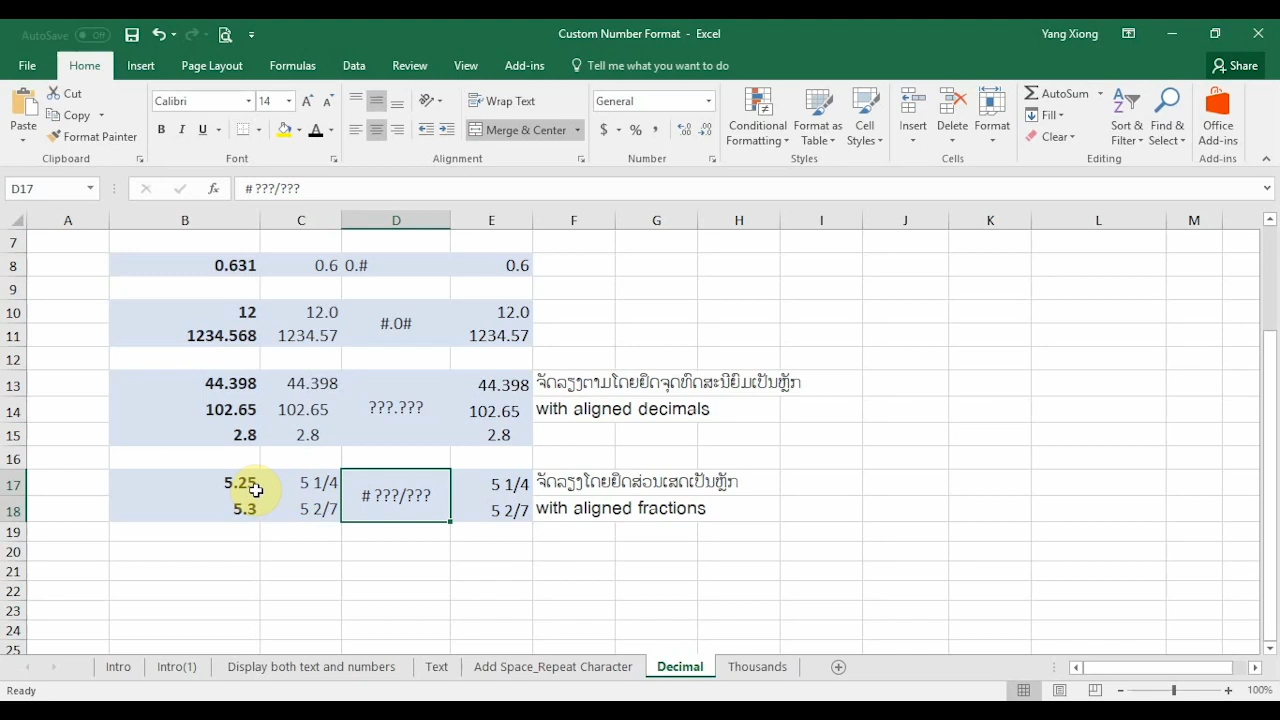 AutoSave Off
Custom Number Format - Excel
Yang Xiong
File Home Insert Page Layout Formulas Data Review View Add-ins Tell me what you want to do Share
Paste Cut Copy Format Painter
Calibri 14
B I U
Wrap Text
Merge & Center
General
$ % ,
Conditional Formatting
Format as Table
Cell Styles
Insert Delete Format
AutoSum
Fill
Clear
Sort & Filter
Find & Select
Office Add-ins
Clipboard Font Alignment Number Styles Cells Editing Add-ins
D17 fx # ???/???
A B C D E F G H I J K L M
7
8 0.631 0.6 0.# 0.6
9
10 12 12.0 12.0
#.0#
11 1234.568 1234.57 1234.57
12
13 44.398 44.398 44.398 ຈັດລຽງຕາມໂດຍຍຶດຈຸດທົດສະນິຍົມເປັນຫຼັກ
14 102.65 102.65 ???.??? 102.65 with aligned decimals
15 2.8 2.8 2.8
16
17 5.25 5 1/4 5 1/4 ຈັດລຽງໂດຍຍຶດສ່ວນເສດເປັນຫຼັກ
# ???/???
18 5.3 5 2/7 5 2/7 with aligned fractions
19
20
21
22
23
24
25
Intro Intro(1) Display both text and numbers Text Add Space_Repeat Character Decimal Thousands
Ready 100%